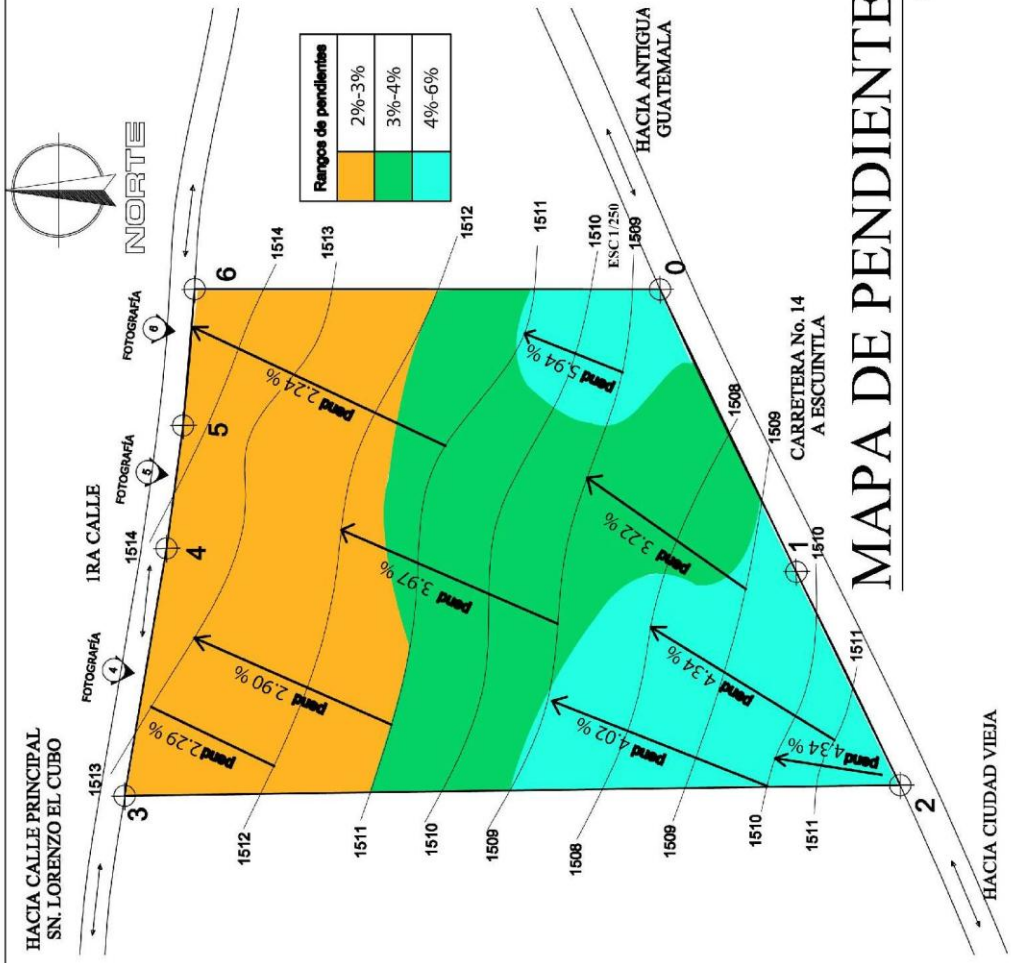 HACIA CALLE PRINCIPAL
SN. LORENZO EL CUBO
NORTE
Rangos de pendientes
2%-3%
3%-4%
4%-6%
1RA CALLE
FOTOGRAFÍA
4
FOTOGRAFÍA
5
FOTOGRAFÍA
6
1513
1514
1514
1513
1512
1511
1510
1509
ESC 1/250
3
4
5
6
0
1
2
1512
1511
1510
1509
1508
1509
1510
1511
1508
1509
1510
1511
pend 2.29 %
pend 2.90 %
pend 2.24 %
pend 3.97 %
pend 5.94 %
pend 3.22 %
pend 4.02 %
pend 4.34 %
pend 4.34 %
HACIA ANTIGUA
GUATEMALA
CARRETERA No. 14
A ESCUINTLA
HACIA CIUDAD VIEJA
MAPA DE PENDIENTE